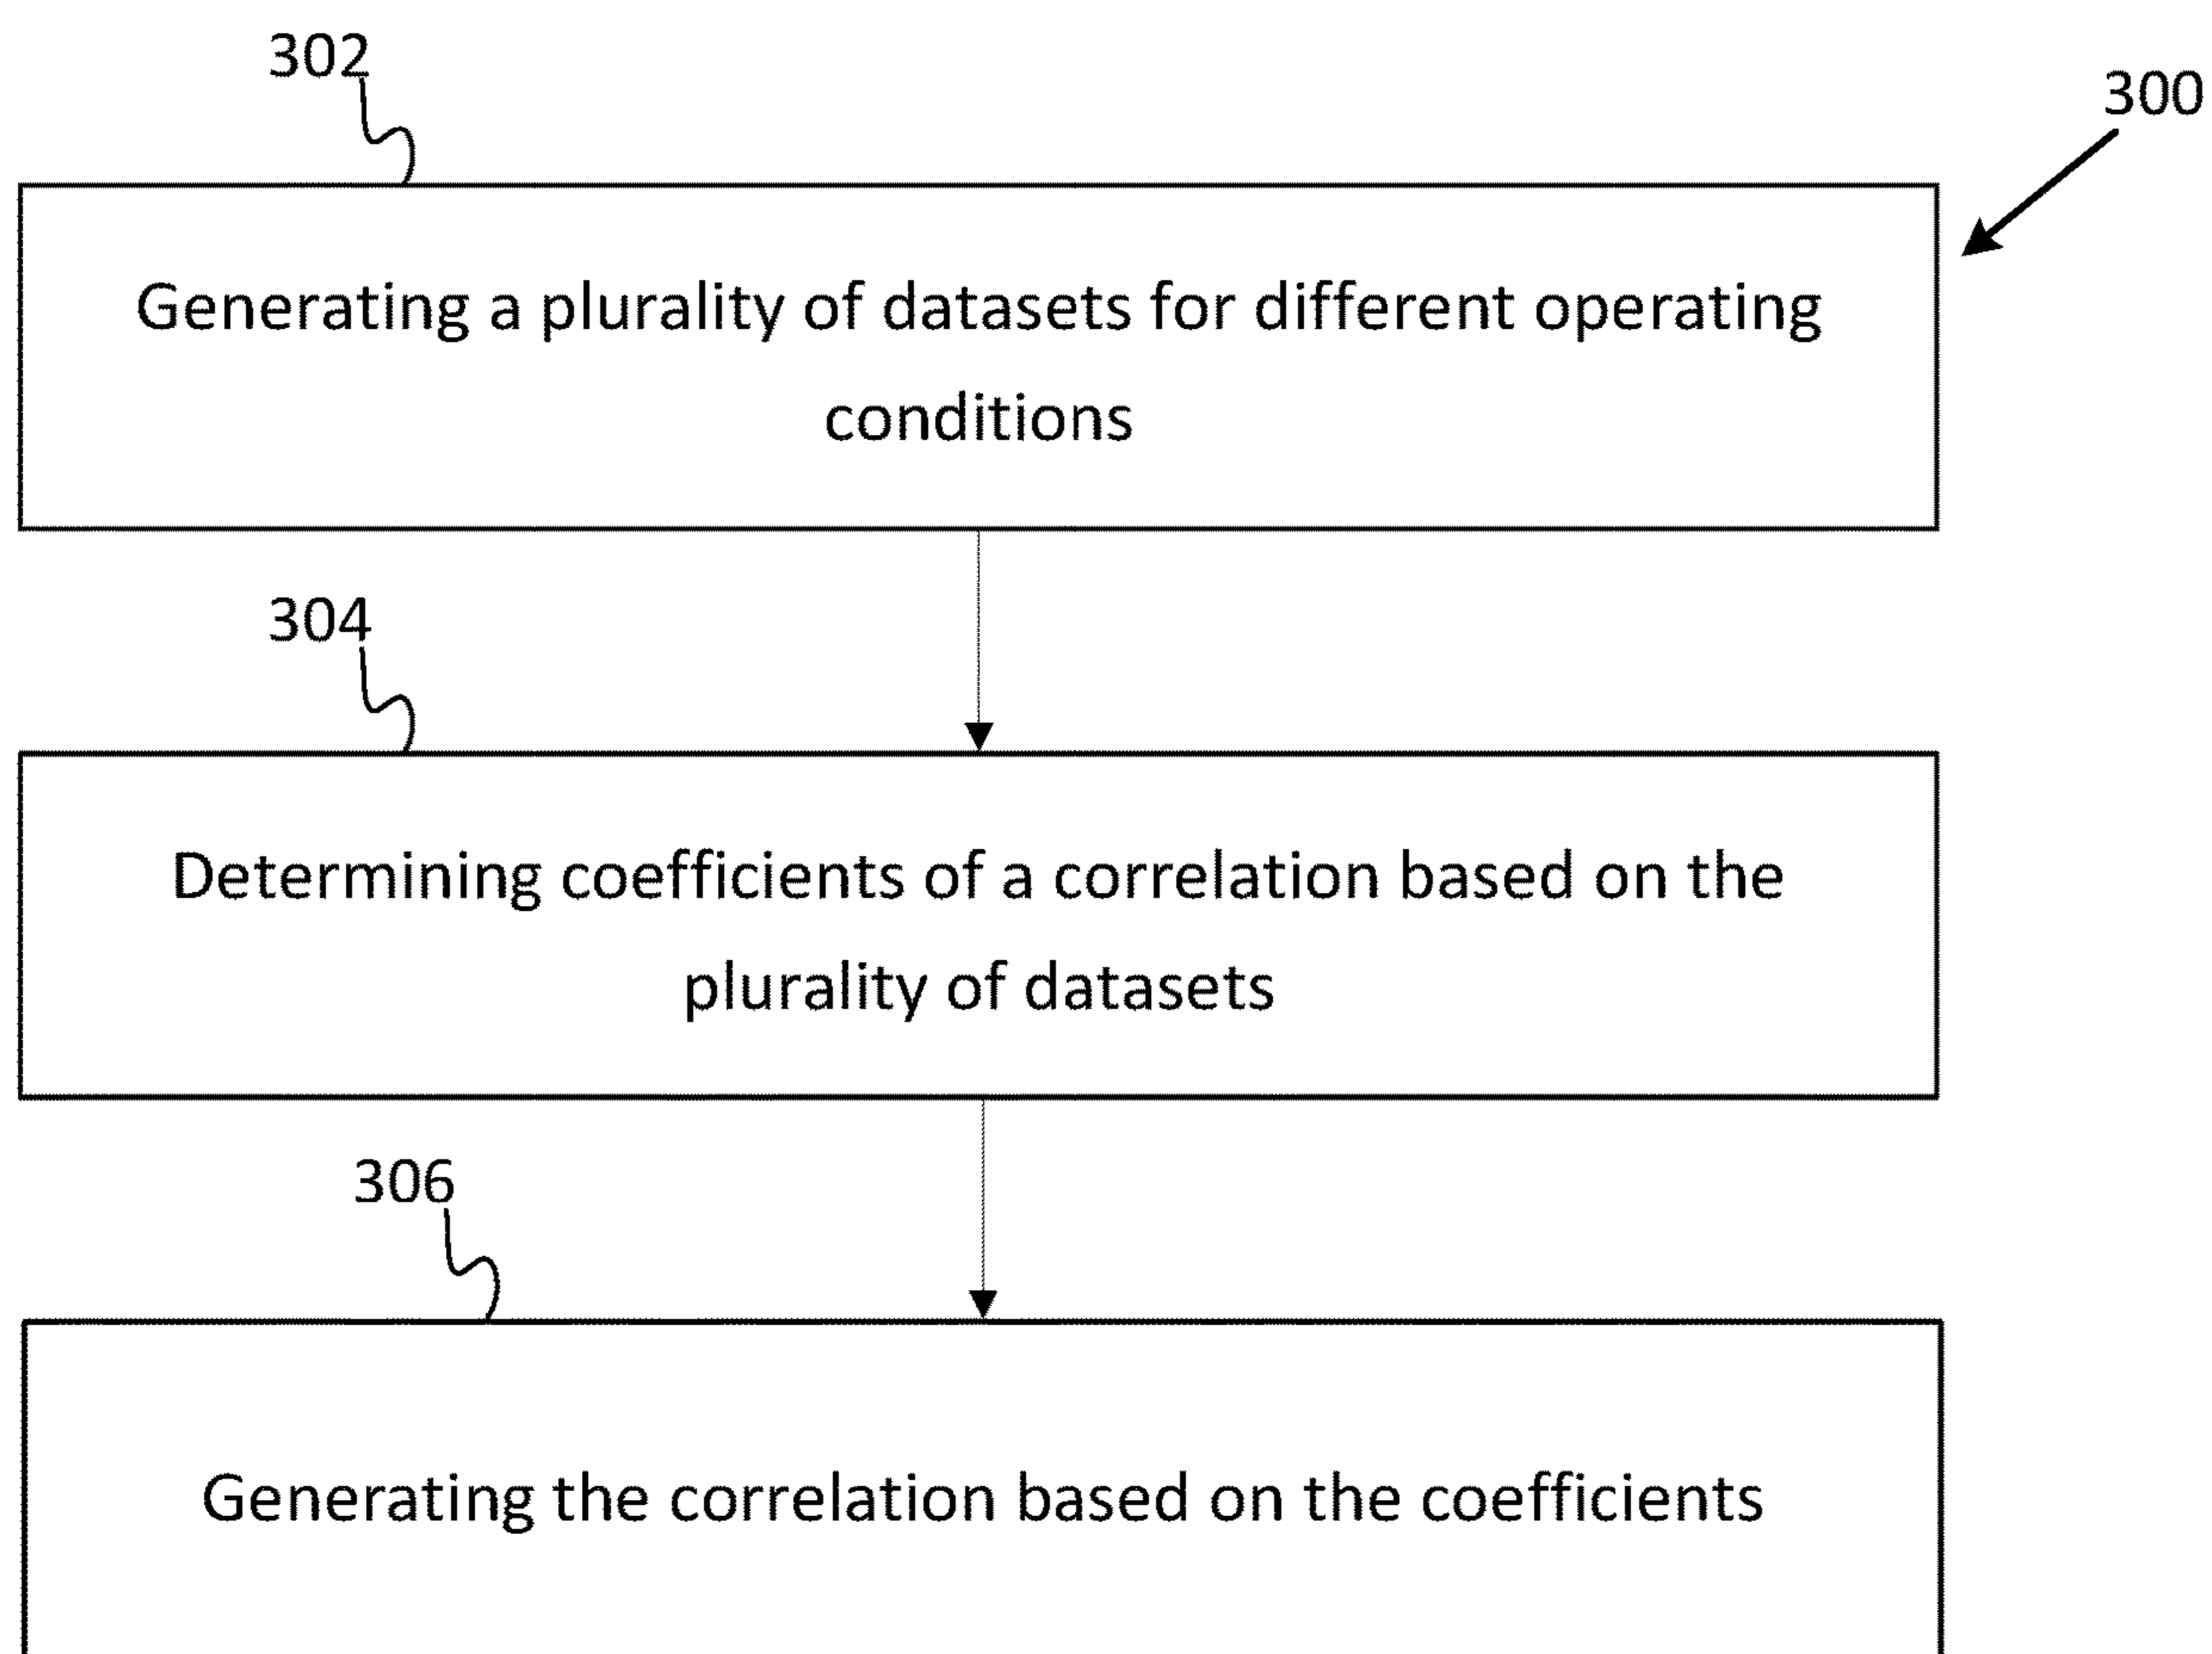 302
300
Generating a plurality of datasets for different operating
conditions
304
Determining coefficients of a correlation based on the
plurality of datasets
306
Generating the correlation based on the coefficients